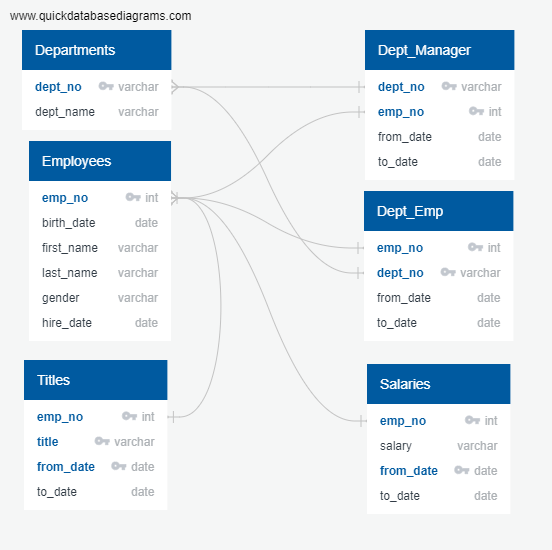 www.quickdatabasediagrams.com
Departments
dept_no varchar
dept_name varchar
Employees
emp_no int
birth_date date
first_name varchar
last_name varchar
gender varchar
hire_date date
Titles
emp_no int
title varchar
from_date date
to_date date
Dept_Manager
dept_no varchar
emp_no int
from_date date
to_date date
Dept_Emp
emp_no int
dept_no varchar
from_date date
to_date date
Salaries
emp_no int
salary varchar
from_date date
to_date date